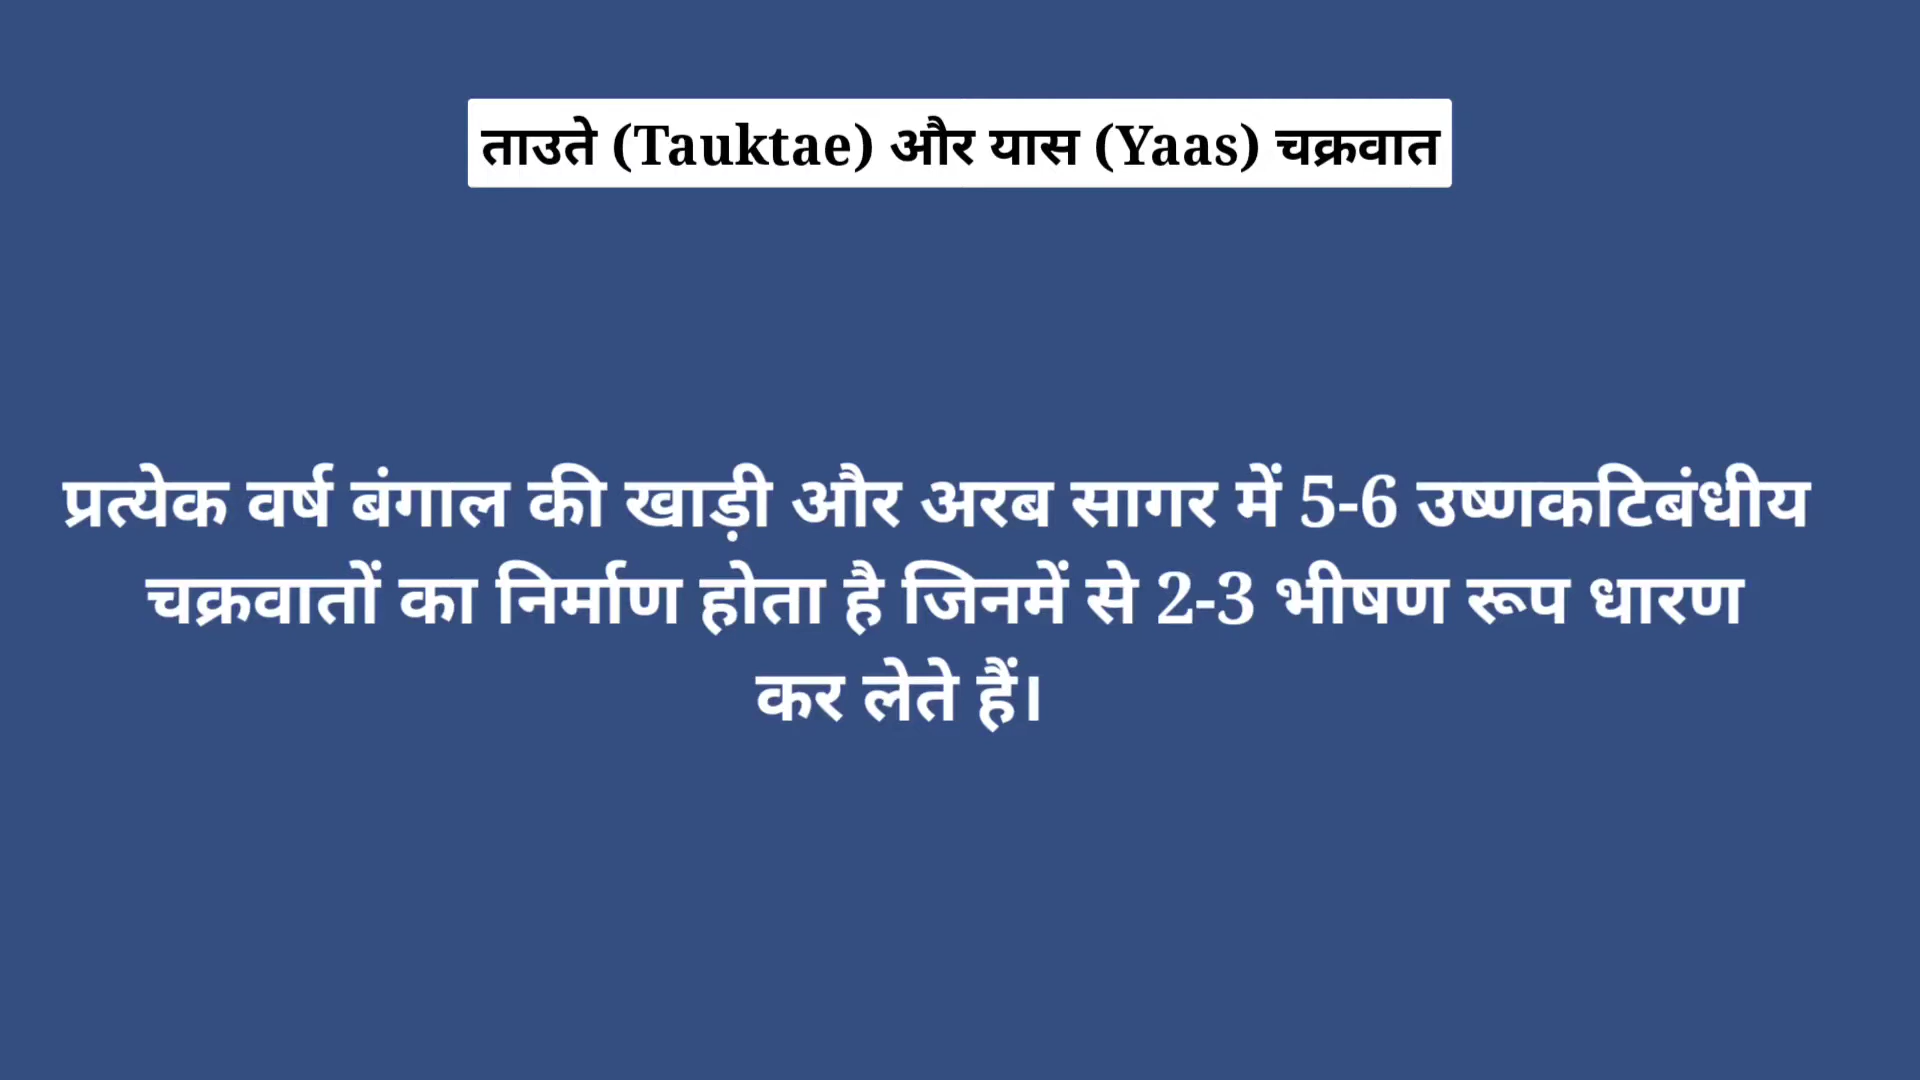 ताउते (Tauktae) और यास (Yaas) चक्रवात
प्रत्येक वर्ष बंगाल की खाड़ी और अरब सागर में 5-6 उष्णकटिबंधीय
चक्रवातों का निर्माण होता है जिनमें से 2-3 भीषण रूप धारण
कर लेते हैं।